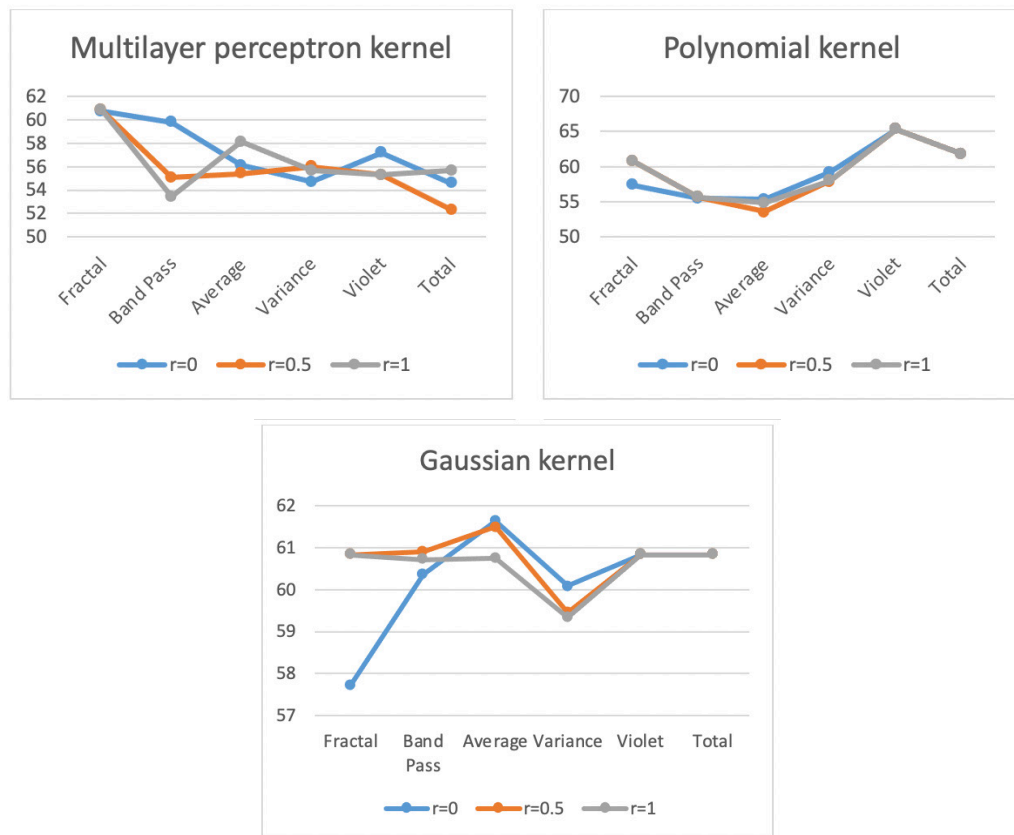 Multilayer perceptron kernel
62
60
58
56
54
52
50
Fractal
Band Pass
Average
Variance
Violet
Total
r=0 r=0.5 r=1
Polynomial kernel
70
65
60
55
50
Fractal
Band Pass
Average
Variance
Violet
Total
r=0 r=0.5 r=1
Gaussian kernel
62
61
60
59
58
57
Fractal Band Average Variance Violet Total
Pass
r=0 r=0.5 r=1